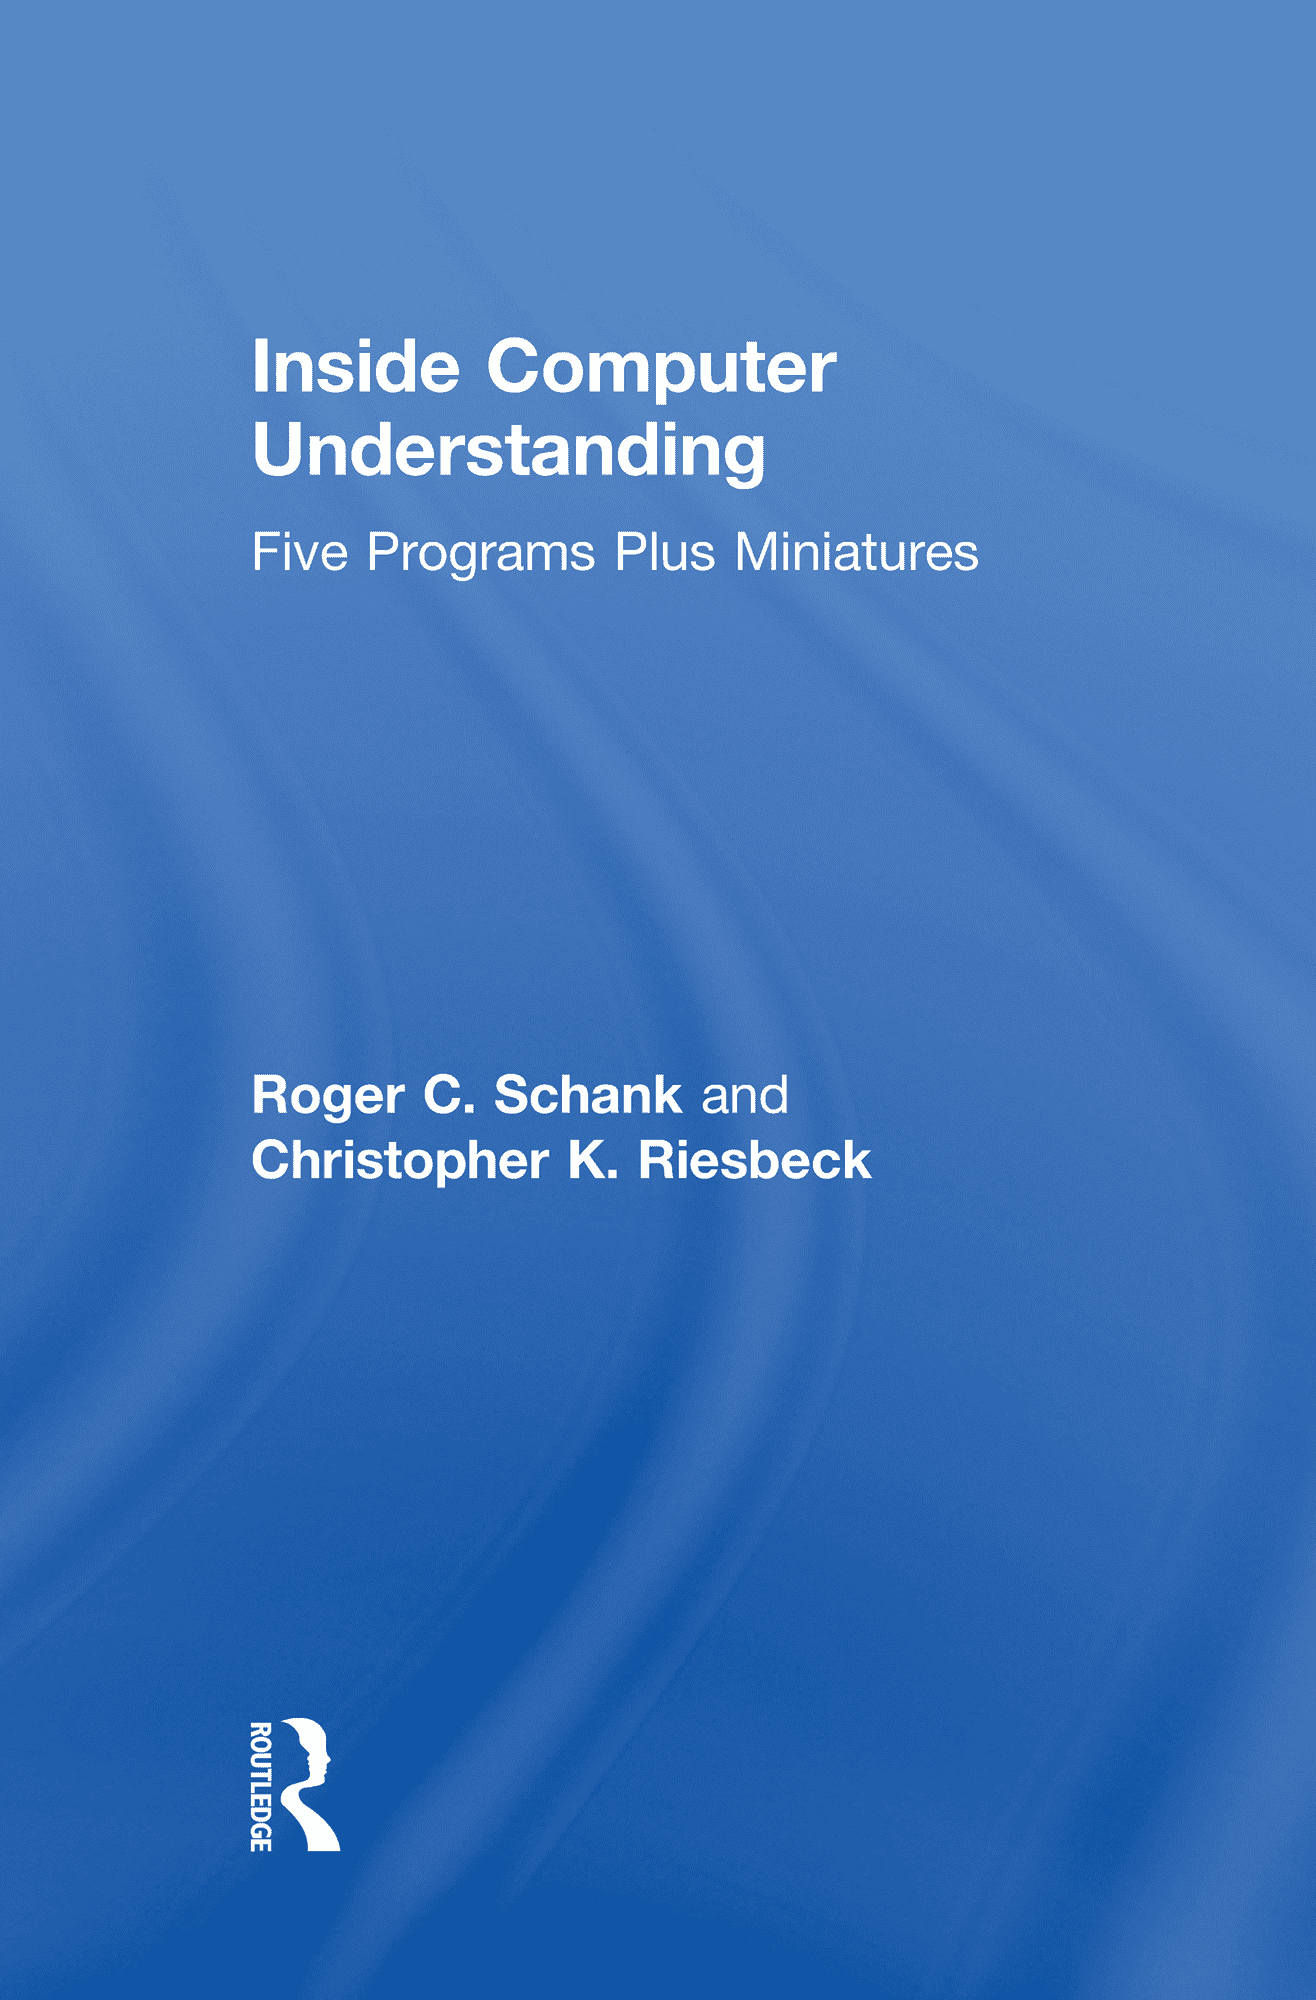 Inside Computer
Understanding
Five Programs Plus Miniatures
Roger C. Schank and
Christopher K. Riesbeck
ROUTLEDGE